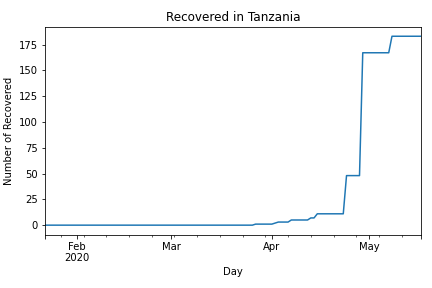 Recovered in Tanzania
Number of Recovered
175
150
125
100
75
50
25
0
Feb
2020
Mar
Apr
May
Day